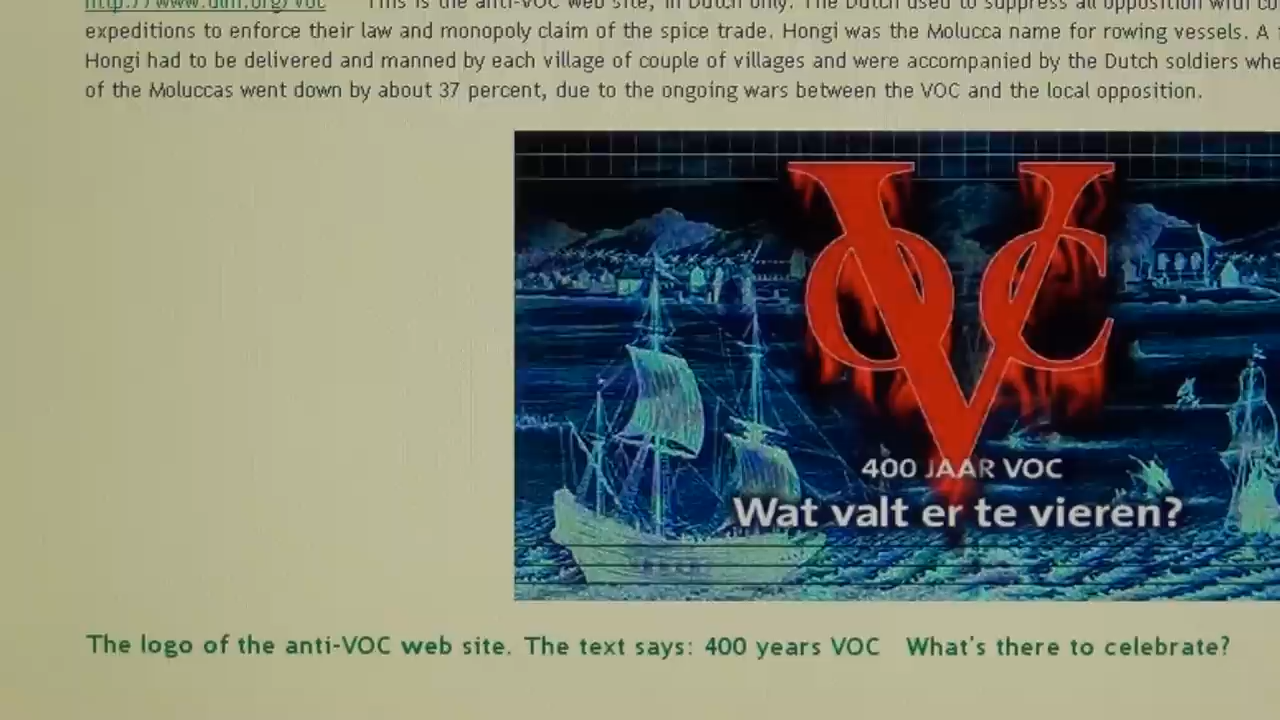 http://www.           This is the anti-VOC web site, in Dutch only. The Dutch used to suppress all opposition with
expeditions to enforce their law and monopoly claim of the spice trade. Hongi was the Molucca name for rowing vessels. A
Hongi had to be delivered and manned by each village of couple of villages and were accompanied by the Dutch soldiers
of the Moluccas went down by about 37 percent, due to the ongoing wars between the VOC and the local opposition.
VOC
400 JAAR VOC
Wat valt er te vieren?
The logo of the anti-VOC web site. The text says: 400 years VOC What's there to celebrate?